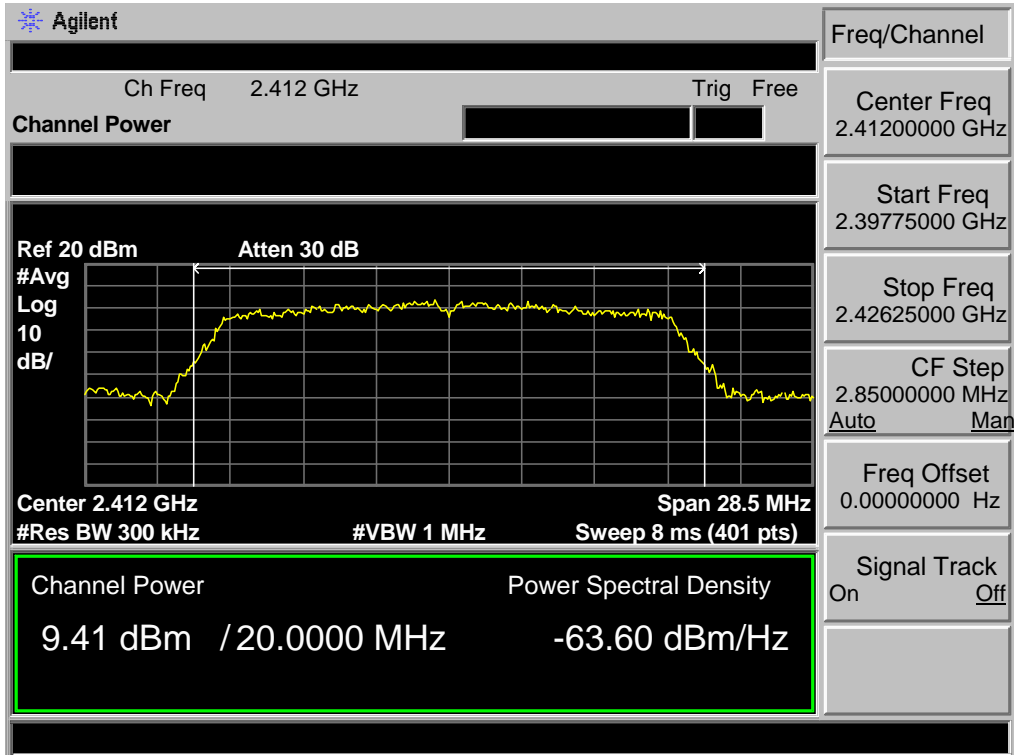 Agilent
Freq/Channel
Ch Freq 2.412 GHz Trig Free
Channel Power
Center Freq
2.41200000 GHz
Start Freq
2.39775000 GHz
Stop Freq
2.42625000 GHz
CF Step
2.85000000 MHz
Auto Man
Freq Offset
0.00000000 Hz
Signal Track
On Off
Ref 20 dBm Atten 30 dB
#Avg
Log
10
dB/
Center 2.412 GHz Span 28.5 MHz
#Res BW 300 kHz #VBW 1 MHz Sweep 8 ms (401 pts)
Channel Power Power Spectral Density
9.41 dBm / 20.0000 MHz -63.60 dBm/Hz